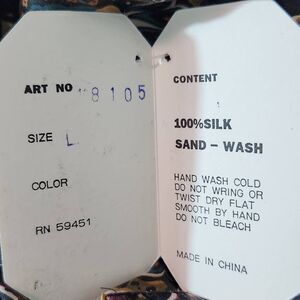 ART NO 8105
SIZE L
COLOR
RN 59451
CONTENT
100%SILK
SAND - WASH
HAND WASH COLD
DO NOT WRING OR
TWIST DRY FLAT
SMOOTH BY HAND
DO NOT BLEACH
MADE IN CHINA